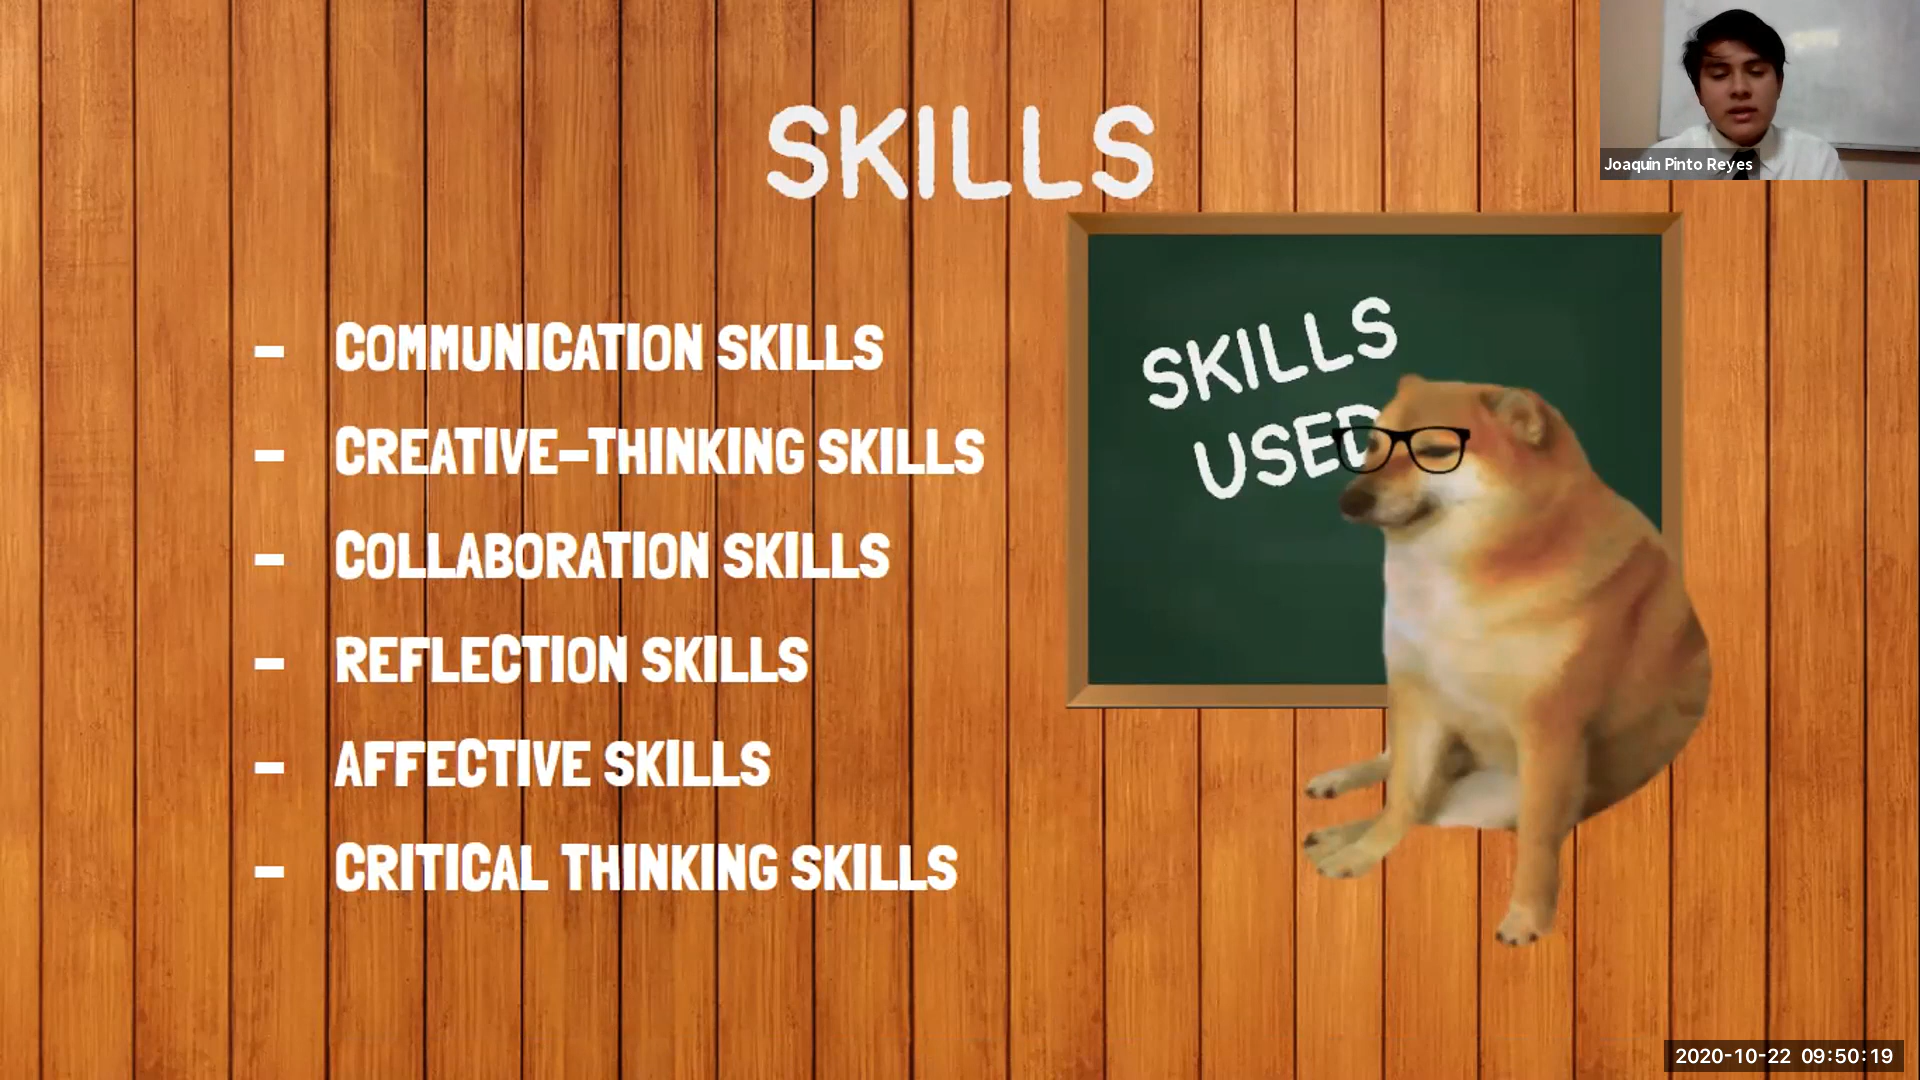 SKILLS
Joaquin Pinto Reyes
SKILLS
USED
- COMMUNICATION SKILLS
- CREATIVE-THINKING SKILLS
- COLLABORATION SKILLS
- REFLECTION SKILLS
- AFFECTIVE SKILLS
- CRITICAL THINKING SKILLS
2020-10-22 09:50:19